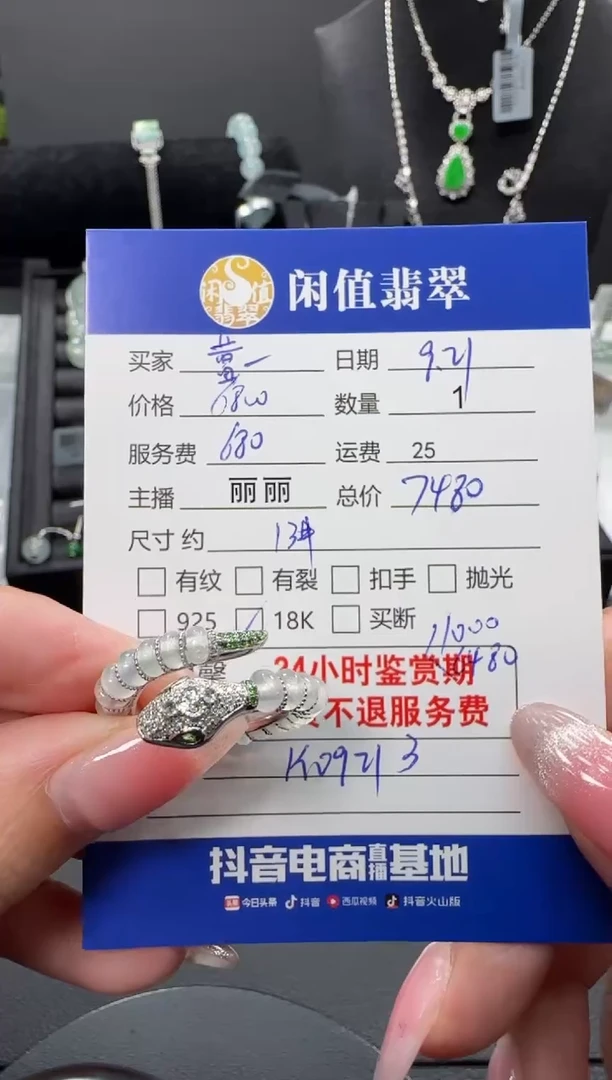 闲值翡翠
闲值翡翠
买家 日期 9.21
价格 6800 数量 1
服务费 680 运费 25
主播 丽丽 总价 7480
尺寸 约 13#
有纹 有裂 扣手 抛光
925 18K 买断
11000
24小时鉴赏期
不退服务费
K0921 3
抖音电商直播基地
头条 今日头条 抖音 西瓜视频 抖音火山版